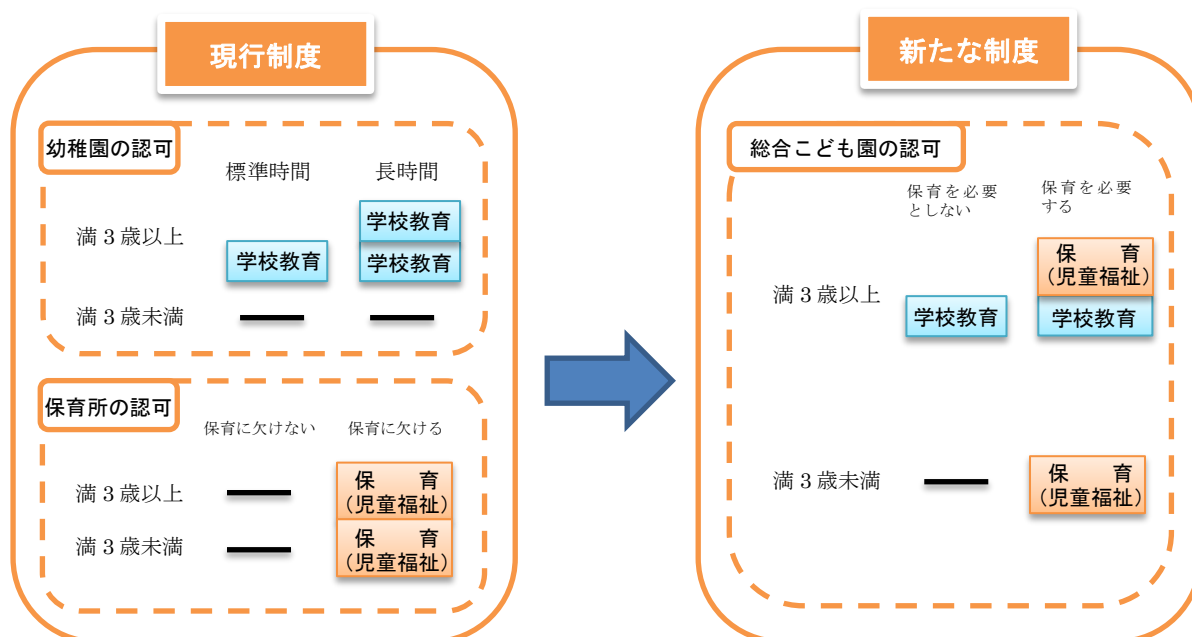 現行制度
幼稚園の認可
標準時間 長時間
学校教育
満3歳以上
学校教育 学校教育
満3歳未満
保育所の認可
保育に欠けない 保育に欠ける
満3歳以上
保 育
(児童福祉)
満3歳未満
保 育
(児童福祉)
新たな制度
総合こども園の認可
保育を必要
としない
保育を必要
する
保 育
(児童福祉)
満3歳以上
学校教育 学校教育
満3歳未満
保 育
(児童福祉)